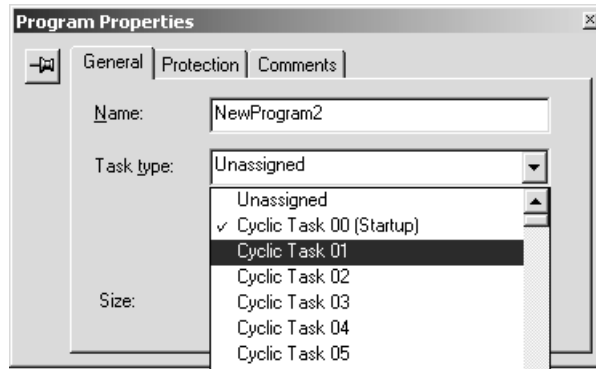 Program Properties
General Protection Comments
Name: NewProgram2
Task type: Unassigned
Unassigned
✓ Cyclic Task 00 (Startup)
Cyclic Task 01
Cyclic Task 02
Size: Cyclic Task 03
Cyclic Task 04
Cyclic Task 05